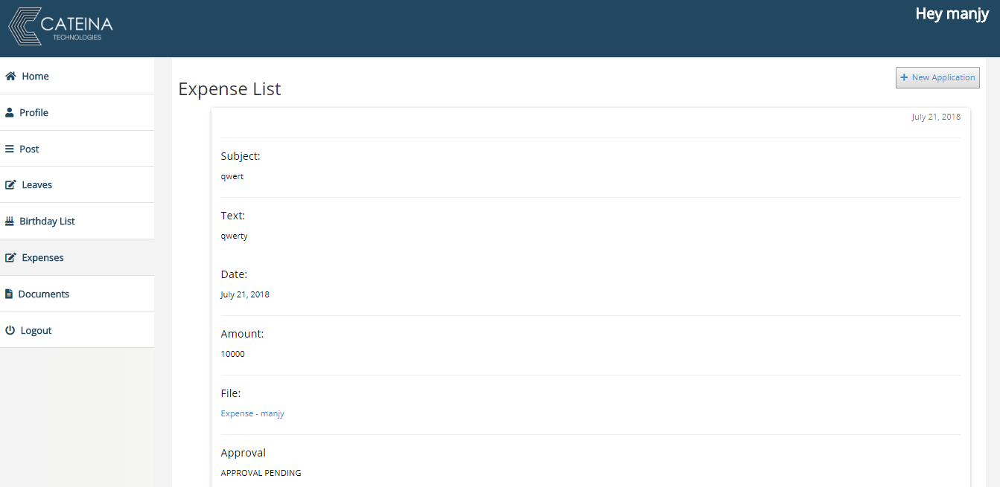 CATEINA
TECHNOLOGIES
Hey manjy
Home
Profile
Post
Leaves
Birthday List
Expenses
Documents
Logout
New Application
Expense List
July 21, 2018
Subject:
qwert
Text:
qwerty
Date:
July 21, 2018
Amount:
10000
File:
Expense - manjy
Approval
APPROVAL PENDING